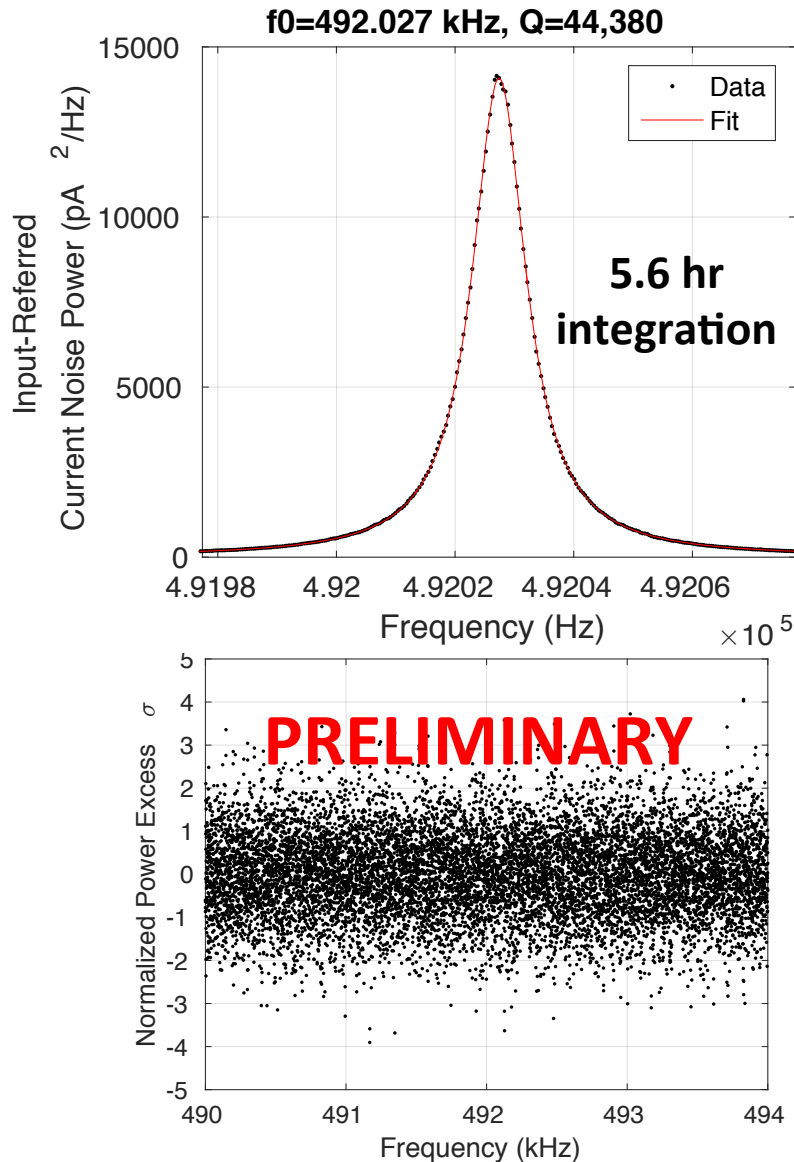 f0=492.027 kHz, Q=44,380
Input-Referred
Current Noise Power (pA 2/Hz)
15000
10000
5000
0
Data
Fit
5.6 hr
integration
4.9198
4.92
4.9202
4.9204
4.9206
Frequency (Hz)
×10 5
Normalized Power Excess σ
5
4
3
2
1
0
-1
-2
-3
-4
-5
PRELIMINARY
490
491
492
493
494
Frequency (kHz)